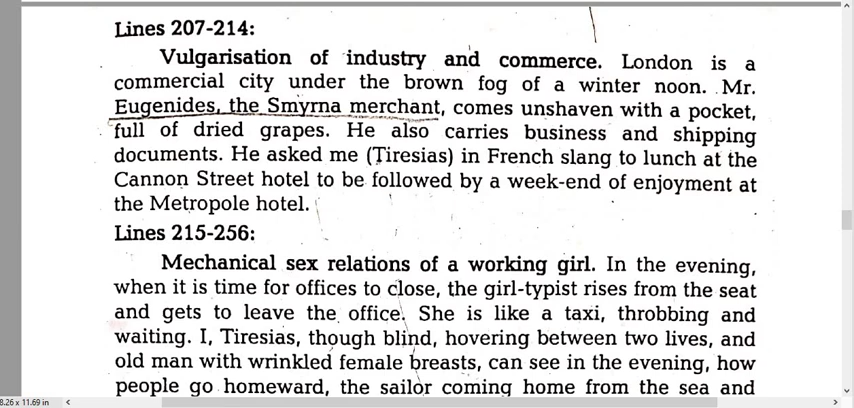 Lines 207-214:
Vulgarisation of industry and commerce. London is a
commercial city under the brown fog of a winter noon. Mr.
Eugenides, the Smyrna merchant, comes unshaven with a pocket,
full of dried grapes. He also carries business and shipping
documents. He asked me (Tiresias) in French slang to lunch at the
Cannon Street hotel to be followed by a week-end of enjoyment at
the Metropole hotel.
Lines 215-256:
Mechanical sex relations of a working girl. In the evening,
when it is time for offices to close, the girl-typist rises from the seat
and gets to leave the office. She is like a taxi, throbbing and
waiting. I, Tiresias, though blind, hovering between two lives, and
old man with wrinkled female breasts, can see in the evening, how
people go homeward, the sailor coming home from the sea and
8.26 x 11.69 in